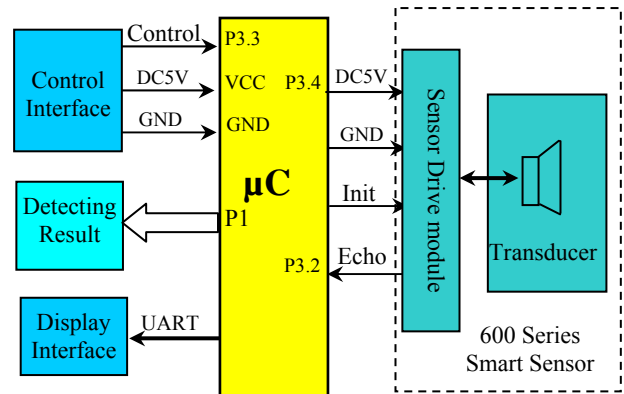 Control
Interface
Control
DC5V
GND
P3.3
VCC
GND
µC
P1
P3.4
P3.2
Detecting
Result
Display
Interface
UART
DC5V
GND
Init
Echo
Sensor Drive module
Transducer
600 Series
Smart Sensor